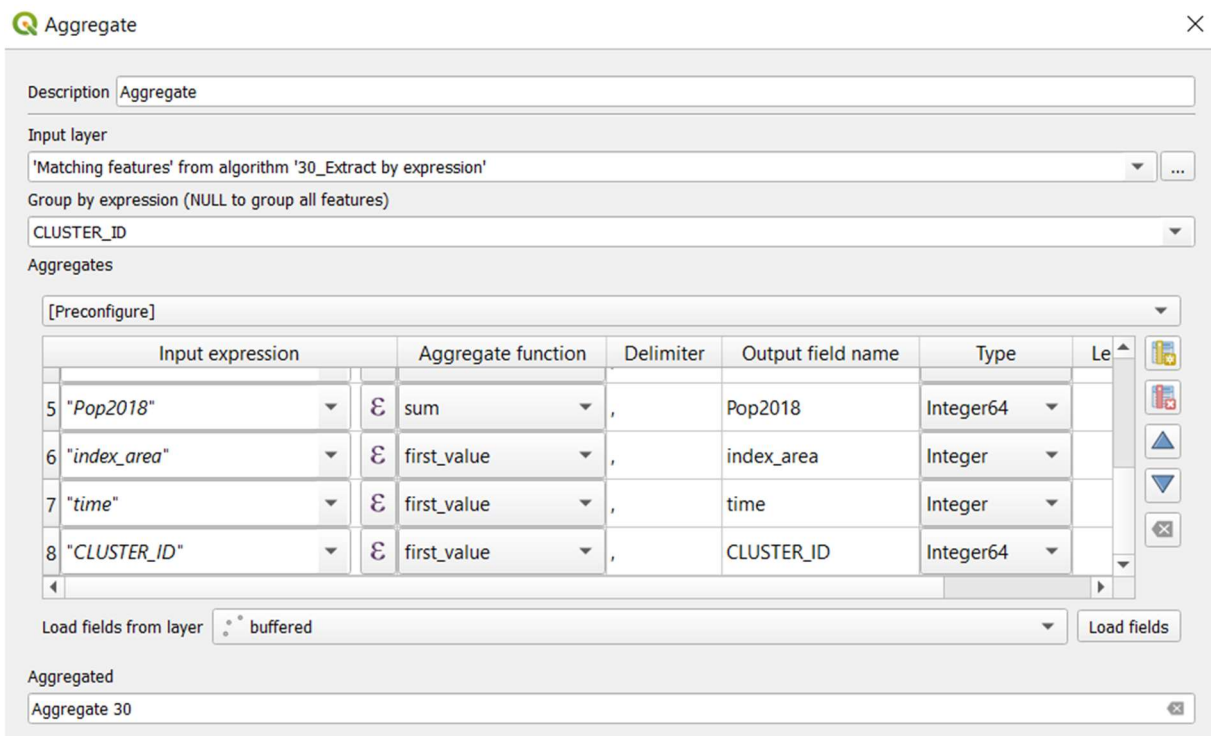 Aggregate
Description Aggregate
Input layer
'Matching features' from algorithm '30_Extract by expression'
...
Group by expression (NULL to group all features)
CLUSTER_ID
Aggregates
[Preconfigure]
Input expression Aggregate function Delimiter Output field name Type Le
5 "Pop2018" ε sum , Pop2018 Integer64
6 "index_area" ε first_value , index_area Integer
7 "time" ε first_value , time Integer
8 "CLUSTER_ID" ε first_value , CLUSTER_ID Integer64
Load fields from layer buffered Load fields
Aggregated
Aggregate 30